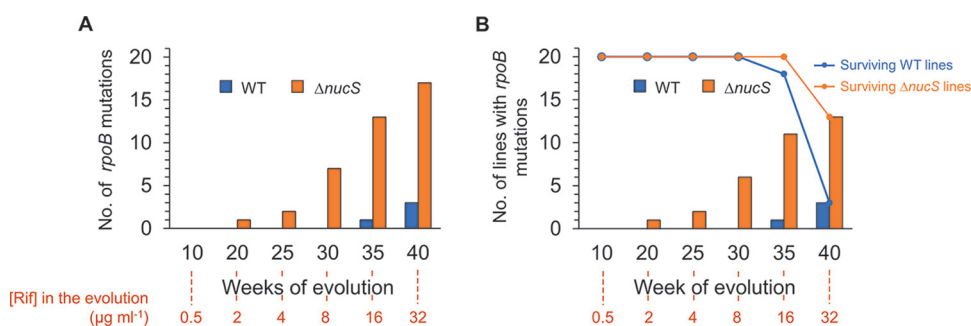 A
No. of rpoB mutations
20
15
10
5
0
WT
ΔnucS
10 20 25 30 35 40
Weeks of evolution
[Rif] in the evolution
(µg ml-1)
0.5 2 4 8 16 32
B
No. of lines with rpoB
mutations
20
15
10
5
0
WT
ΔnucS
Surviving WT lines
Surviving ΔnucS lines
10 20 25 30 35 40
Week of evolution
0.5 2 4 8 16 32